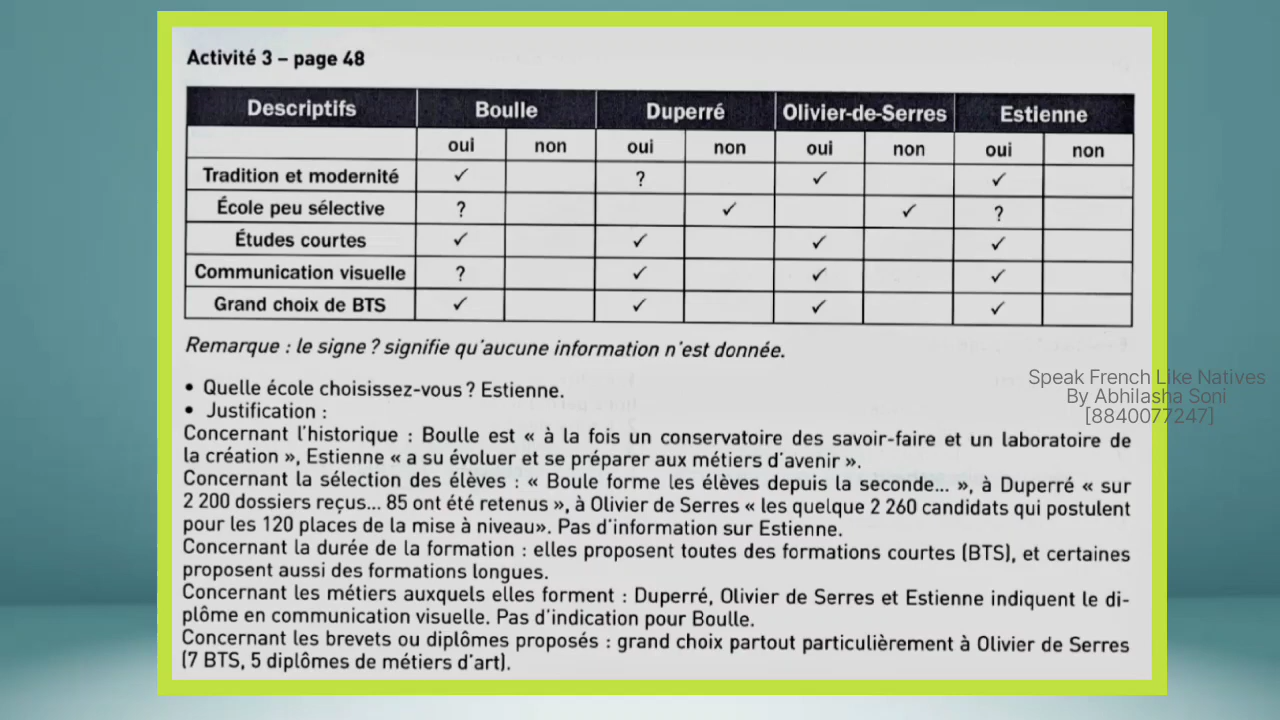 Activité 3 – page 48
Descriptifs Boulle Duperré Olivier-de-Serres Estienne
oui non oui non oui non oui non
Tradition et modernité ✓ ? ✓ ✓
École peu sélective ? ✓ ✓ ?
Études courtes ✓ ✓ ✓ ✓
Communication visuelle ? ✓ ✓ ✓
Grand choix de BTS ✓ ✓ ✓ ✓
Remarque : le signe ? signifie qu'aucune information n'est donnée.
• Quelle école choisissez-vous ? Estienne.
• Justification :
Concernant l'historique : Boulle est « à la fois un conservatoire des savoir-faire et un laboratoire de
la création », Estienne « a su évoluer et se préparer aux métiers d'avenir ».
Concernant la sélection des élèves : « Boule forme les élèves depuis la seconde... », à Duperré « sur
2 200 dossiers reçus... 85 ont été retenus », à Olivier de Serres « les quelque 2 260 candidats qui postulent
pour les 120 places de la mise à niveau». Pas d'information sur Estienne.
Concernant la durée de la formation : elles proposent toutes des formations courtes (BTS), et certaines
proposent aussi des formations longues.
Concernant les métiers auxquels elles forment : Duperré, Olivier de Serres et Estienne indiquent le di-
plôme en communication visuelle. Pas d'indication pour Boulle.
Concernant les brevets ou diplômes proposés : grand choix partout particulièrement à Olivier de Serres
(7 BTS, 5 diplômes de métiers d'art).
Speak French Like Natives
By Abhilasha Soni
[8840077247]